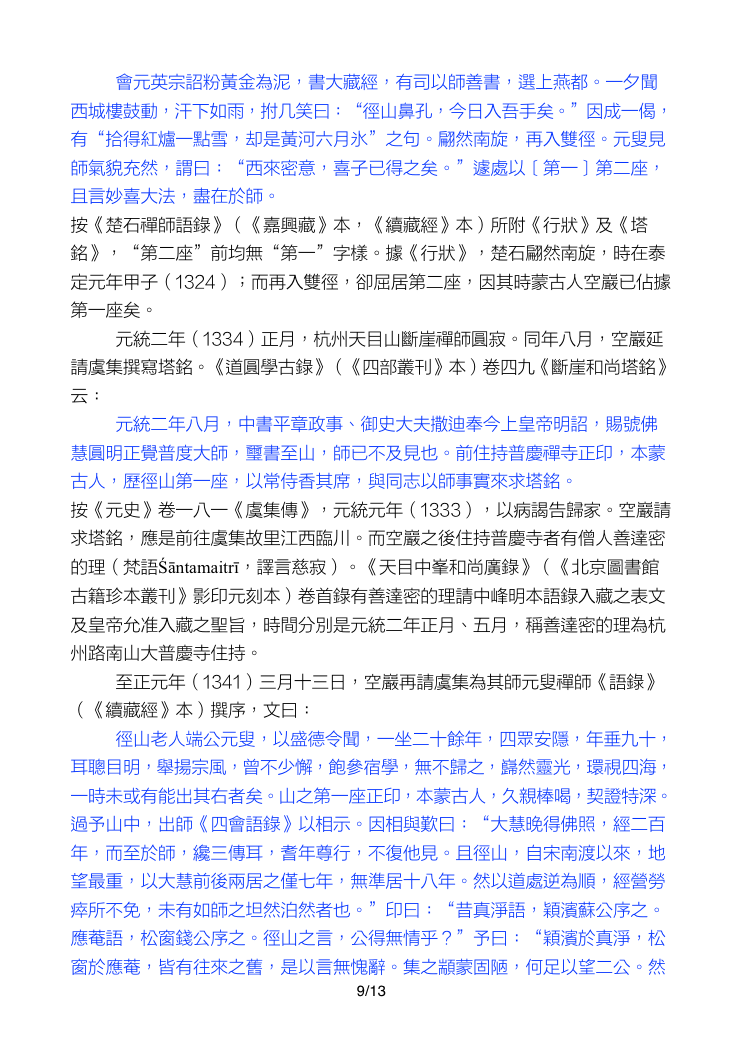 會元英宗詔粉黃金為泥，書大藏經，有司以師善書，選上燕都。一夕聞
西城樓鼓動，汗下如雨，拊几笑曰：“徑山鼻孔，今日入吾手矣。”因成一偈，
有“拾得紅爐一點雪，却是黃河六月氷”之句。翩然南旋，再入雙徑。元叟見
師氣貌充然，謂曰：“西來密意，喜子已得之矣。”遽處以［第一］第二座，
且言妙喜大法，盡在於師。
按《楚石禪師語錄》（《嘉興藏》本，《續藏經》本）所附《行狀》及《塔
銘》，“第二座”前均無“第一”字樣。據《行狀》，楚石翩然南旋，時在泰
定元年甲子（1324）；而再入雙徑，卻屈居第二座，因其時蒙古人空巖已佔據
第一座矣。
元統二年（1334）正月，杭州天目山斷崖禪師圓寂。同年八月，空巖延
請虞集撰寫塔銘。《道園學古錄》（《四部叢刊》本）卷四九《斷崖和尚塔銘》
云：
元統二年八月，中書平章政事、御史大夫撒迪奉今上皇帝明詔，賜號佛
慧圓明正覺普度大師，璽書至山，師已不及見也。前住持普慶禪寺正印，本蒙
古人，歷徑山第一座，以常侍香其席，與同志以師事實來求塔銘。
按《元史》卷一八一《虞集傳》，元統元年（1333），以病謁告歸家。空巖請
求塔銘，應是前往虞集故里江西臨川。而空巖之後住持普慶寺者有僧人善達密
的理（梵語Śāntamaitrī，譯言慈寂）。《天目中峯和尚廣錄》（《北京圖書館
古籍珍本叢刊》影印元刻本）卷首錄有善達密的理請中峰明本語錄入藏之表文
及皇帝允准入藏之聖旨，時間分別是元統二年正月、五月，稱善達密的理為杭
州路南山大普慶寺住持。
至正元年（1341）三月十三日，空巖再請虞集為其師元叟禪師《語錄》
（《續藏經》本）撰序，文曰：
徑山老人端公元叟，以盛德令聞，一坐二十餘年，四眾安隱，年垂九十，
耳聰目明，舉揚宗風，曾不少懈，飽參宿學，無不歸之，巋然靈光，環視四海，
一時未或有能出其右者矣。山之第一座正印，本蒙古人，久親棒喝，契證特深。
過予山中，出師《四會語錄》以相示。因相與歎曰：“大慧晚得佛照，經二百
年，而至於師，纔三傳耳，耆年尊行，不復他見。且徑山，自宋南渡以來，地
望最重，以大慧前後兩居之僅七年，無準居十八年。然以道處逆為順，經營勞
瘁所不免，未有如師之坦然泊然者也。”印曰：“昔真淨語，穎濱蘇公序之。
應菴語，松窗錢公序之。徑山之言，公得無情乎？”予曰：“穎濱於真淨，松
窗於應菴，皆有往來之舊，是以言無愧辭。集之顓蒙固陋，何足以望二公。然
9/13